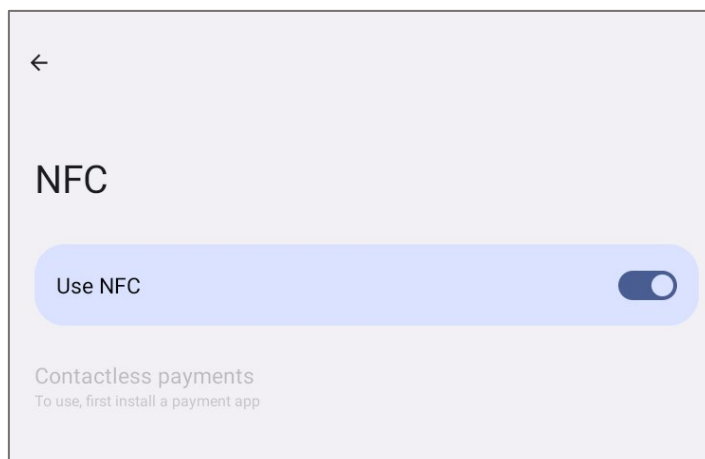 NFC
Use NFC
Contactless payments
To use, first install a payment app